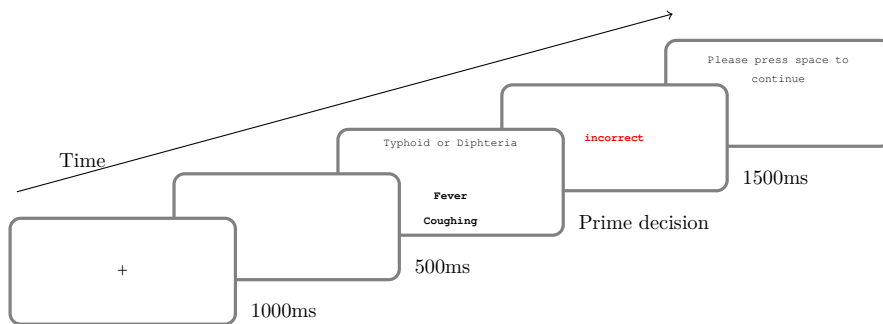 Please press space to
continue
incorrect
Typhoid or Diphteria
Time
1500ms
Fever
Coughing
Prime decision
+
500ms
1000ms